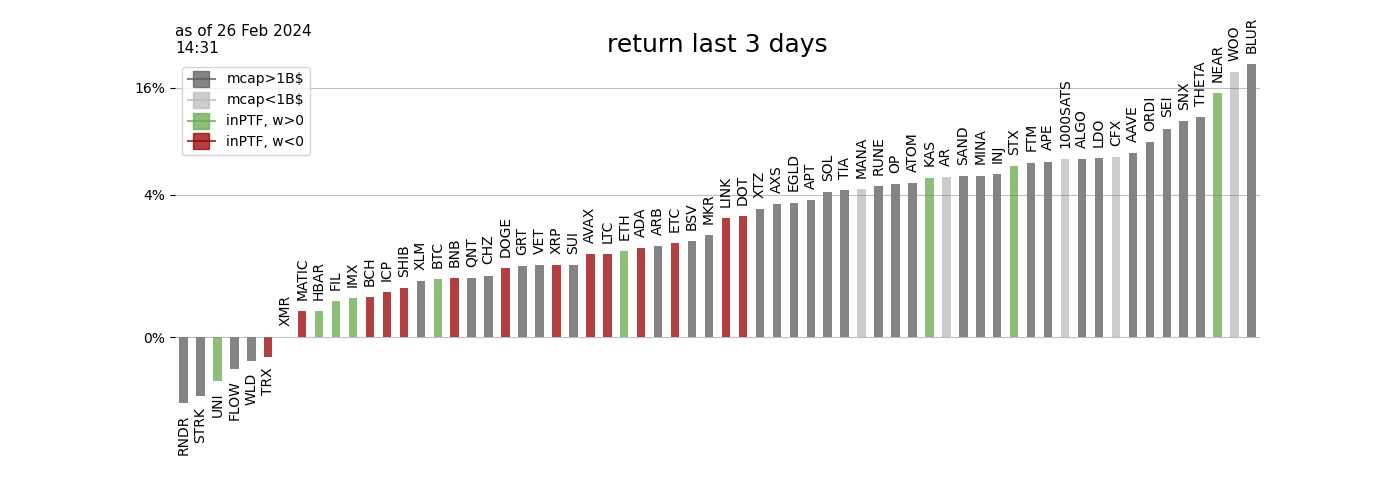 as of 26 Feb 2024
14:31
return last 3 days
mcap>1B$
mcap<1B$
inPTF, w>0
inPTF, w<0
16%
4%
0%
RNDR
STRK
UNI
FLOW
WLD
TRX
XMR
MATIC
HBAR
FIL
IMX
BCH
ICP
SHIB
XLM
BTC
BNB
QNT
CHZ
DOGE
GRT
VET
XRP
SUI
AVAX
LTC
ETH
ADA
ARB
ETC
BSV
MKR
LINK
DOT
XTZ
AXS
EGLD
APT
SOL
TIA
MANA
RUNE
OP
ATOM
KAS
AR
SAND
MINA
INJ
STX
FTM
APE
1000SATS
ALGO
LDO
CFX
AAVE
ORDI
SEI
SNX
THETA
NEAR
WOO
BLUR